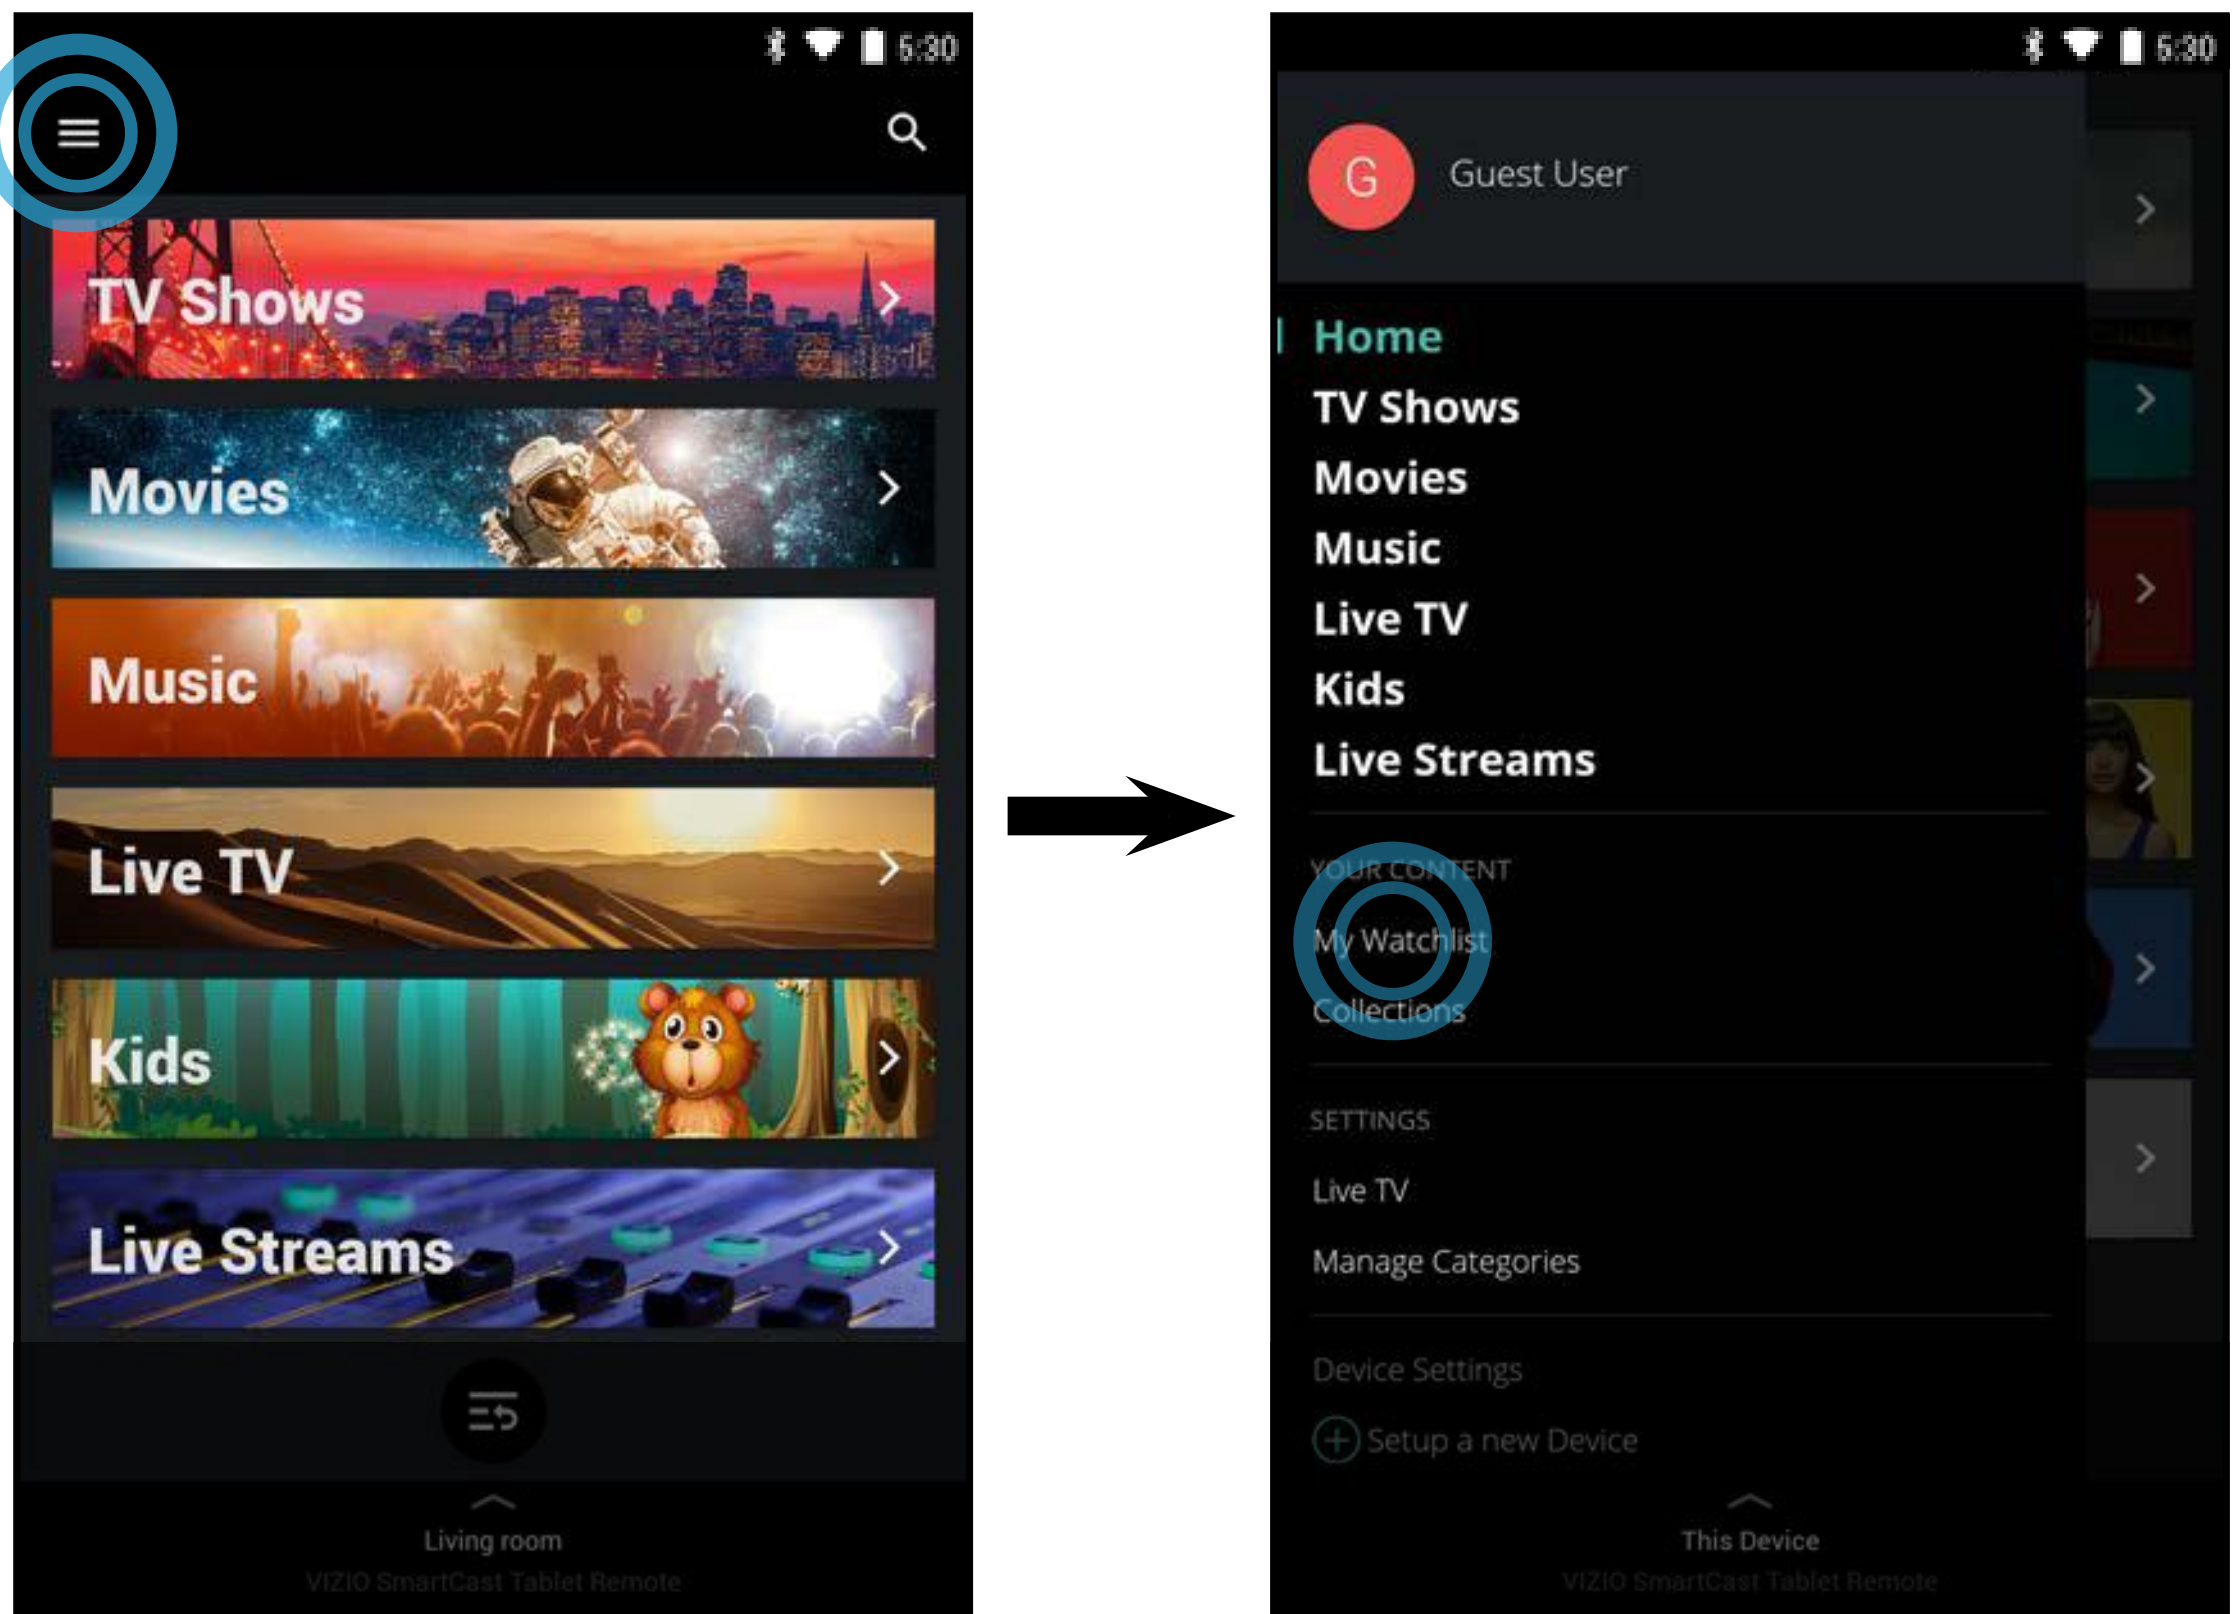 5:30
TV Shows
Movies
Music
Live TV
Kids
Live Streams
Living room
VIZIO SmartCast Tablet Remote
5:30
G
Guest User
Home
TV Shows
Movies
Music
Live TV
Kids
Live Streams
YOUR CONTENT
My Watchlist
Collections
SETTINGS
Live TV
Manage Categories
Device Settings
Setup a new Device
This Device
VIZIO SmartCast Tablet Remote